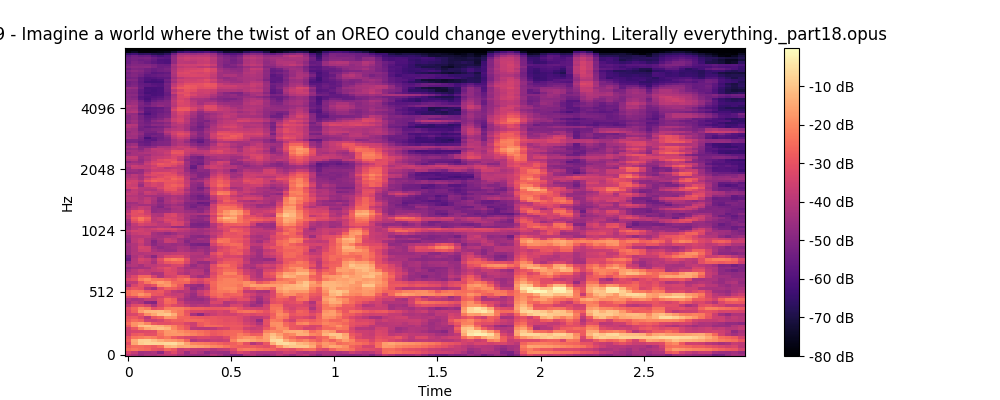 9 - Imagine a world where the twist of an OREO could change everything. Literally everything._part18.opus
4096
2048
1024
512
0
Hz
0
0.5
1
1.5
2
2.5
Time
-10 dB
-20 dB
-30 dB
-40 dB
-50 dB
-60 dB
-70 dB
-80 dB